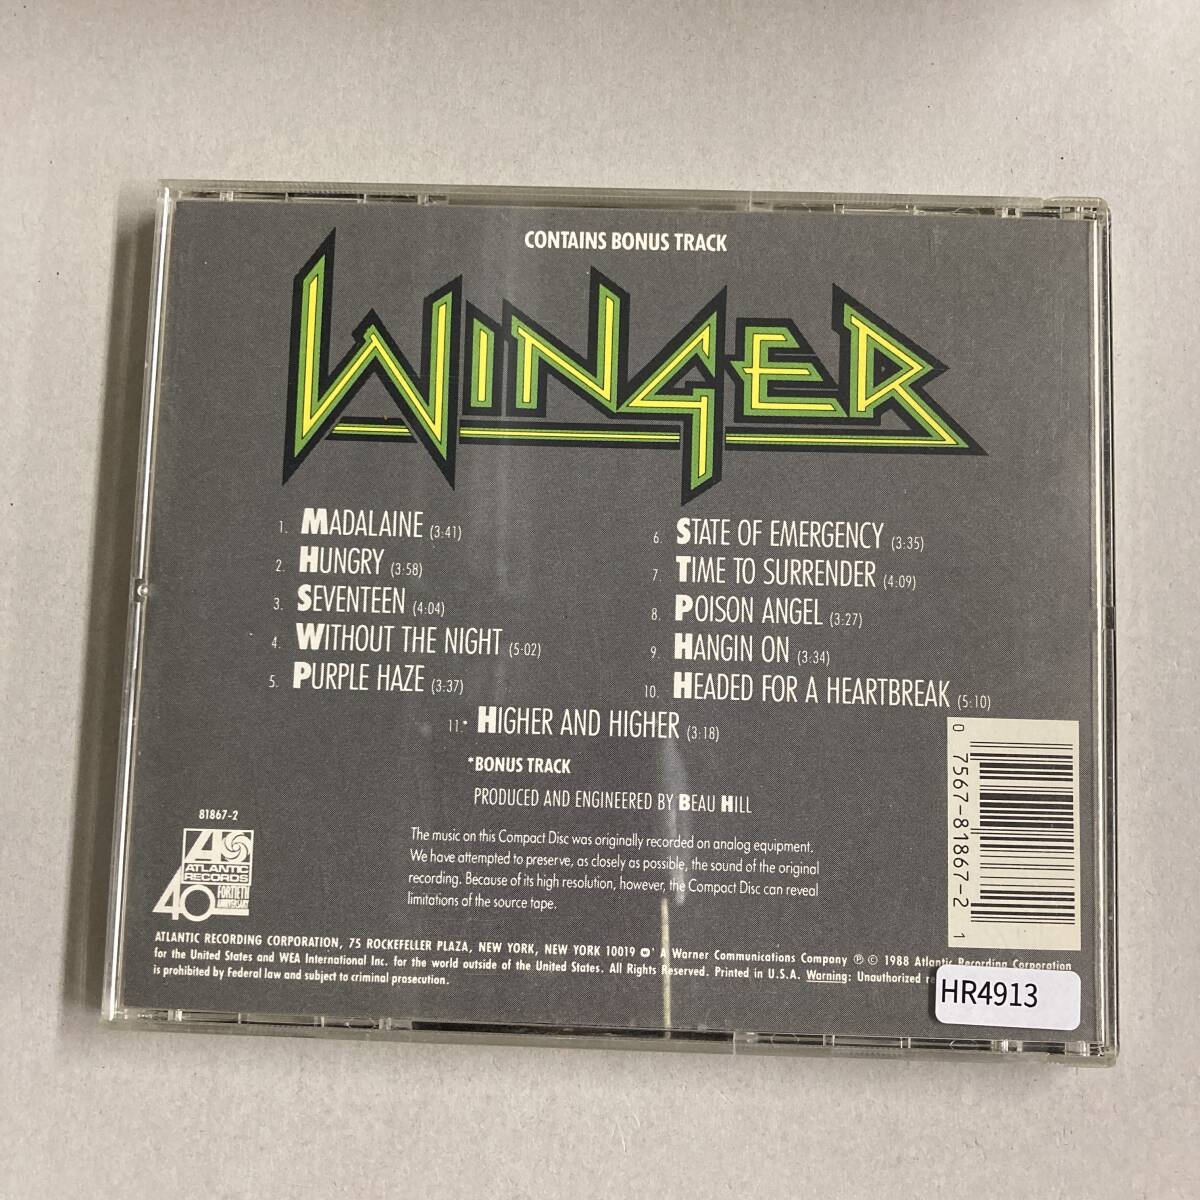 CONTAINS BONUS TRACK
WINGER
1. MADALAINE (3:41)
2. HUNGRY (3:58)
3. SEVENTEEN (4:04)
4. WITHOUT THE NIGHT (5:02)
5. PURPLE HAZE (3:37)
6. STATE OF EMERGENCY (3:35)
7. TIME TO SURRENDER (4:09)
8. POISON ANGEL (3:27)
9. HANGIN ON (3:34)
10. HEADED FOR A HEARTBREAK (5:10)
11.* HIGHER AND HIGHER (3:18)
*BONUS TRACK
PRODUCED AND ENGINEERED BY BEAU HILL
81867-2
ATLANTIC
RECORDS
40
FORTIETH
ANNIVERSARY
The music on this Compact Disc was originally recorded on analog equipment.
We have attempted to preserve, as closely as possible, the sound of the original
recording. Because of its high resolution, however, the Compact Disc can reveal
limitations of the source tape.
0 7567-81867-2 1
ATLANTIC RECORDING CORPORATION, 75 ROCKEFELLER PLAZA, NEW YORK, NEW YORK 10019 A Warner Communications Company ℗ © 1988 Atlantic Recording Corporation
for the United States and WEA International Inc. for the world outside of the United States. All Rights Reserved. Printed in U.S.A. Warning: Unauthorized
is prohibited by Federal law and subject to criminal prosecution.
HR4913